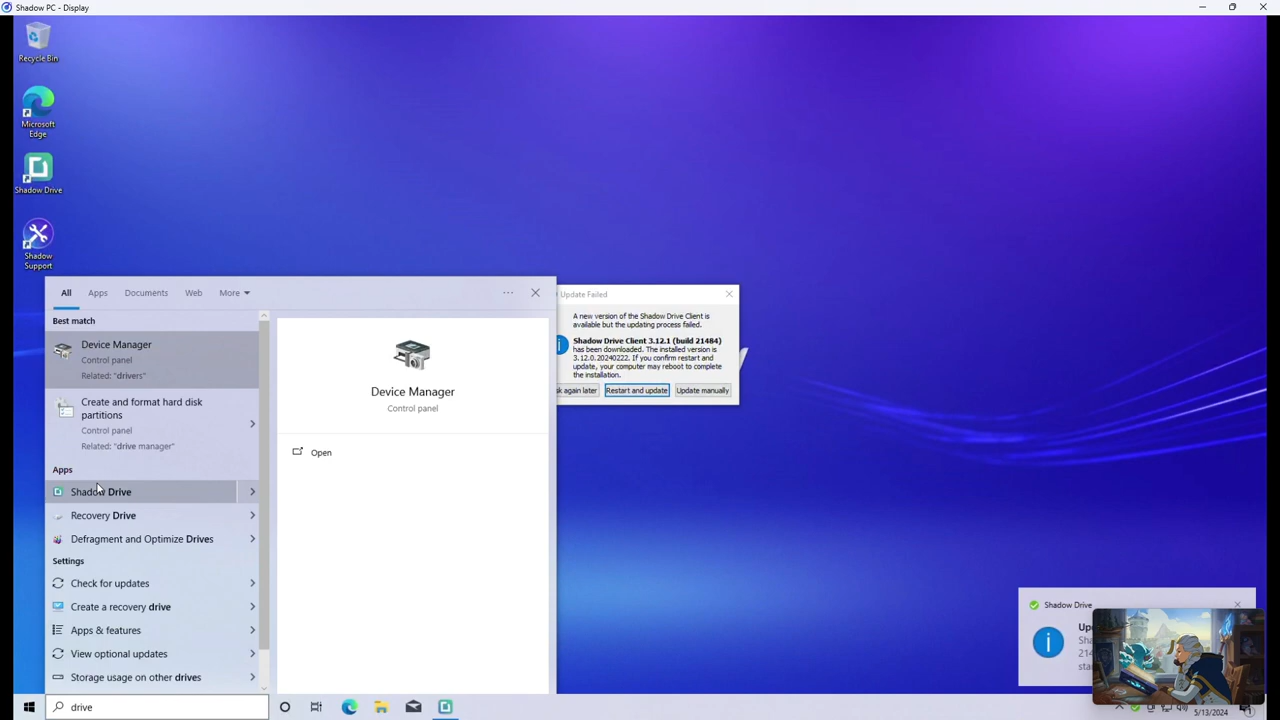 Shadow PC - Display
Recycle Bin
Microsoft
Edge
Shadow Drive
Shadow
Support
All
Apps
Documents
Web
More
Best match
Device Manager
Control panel
Related: "drivers"
Create and format hard disk
partitions
Control panel
Related: "drive manager"
Apps
Shadow Drive
Recovery Drive
Defragment and Optimize Drives
Settings
Check for updates
Create a recovery drive
Apps & features
View optional updates
Storage usage on other drives
drive
Device Manager
Control panel
Open
Update Failed
A new version of the Shadow Drive Client is
available but the updating process failed.
Shadow Drive Client 3.12.1 (build 21484)
has been downloaded. The installed version is
3.12.0.20240222. If you confirm restart and
update, your computer may reboot to complete
the installation.
again later
Restart and update
Update manually
Shadow Drive
5/13/2024